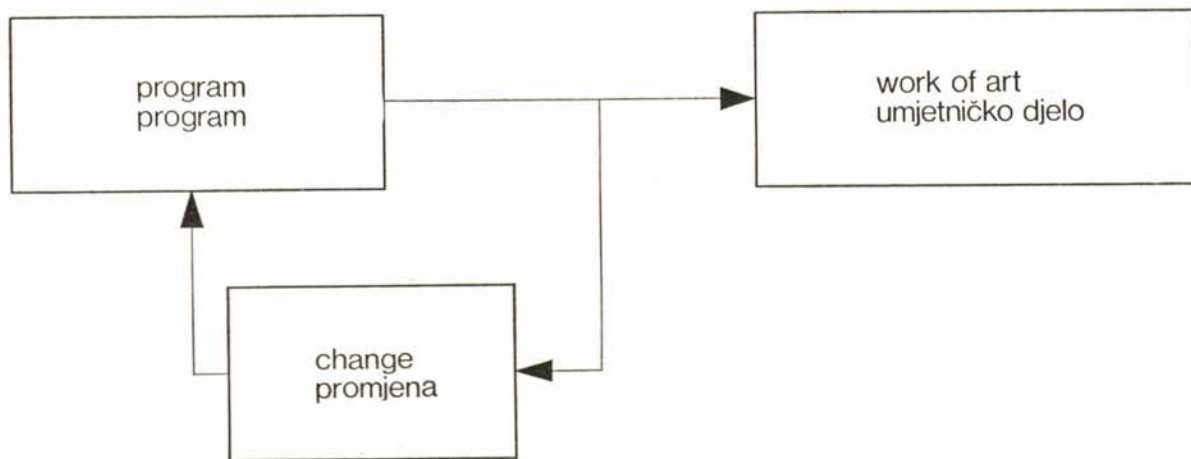 program
program
work of art
umjetničko djelo
change
promjena